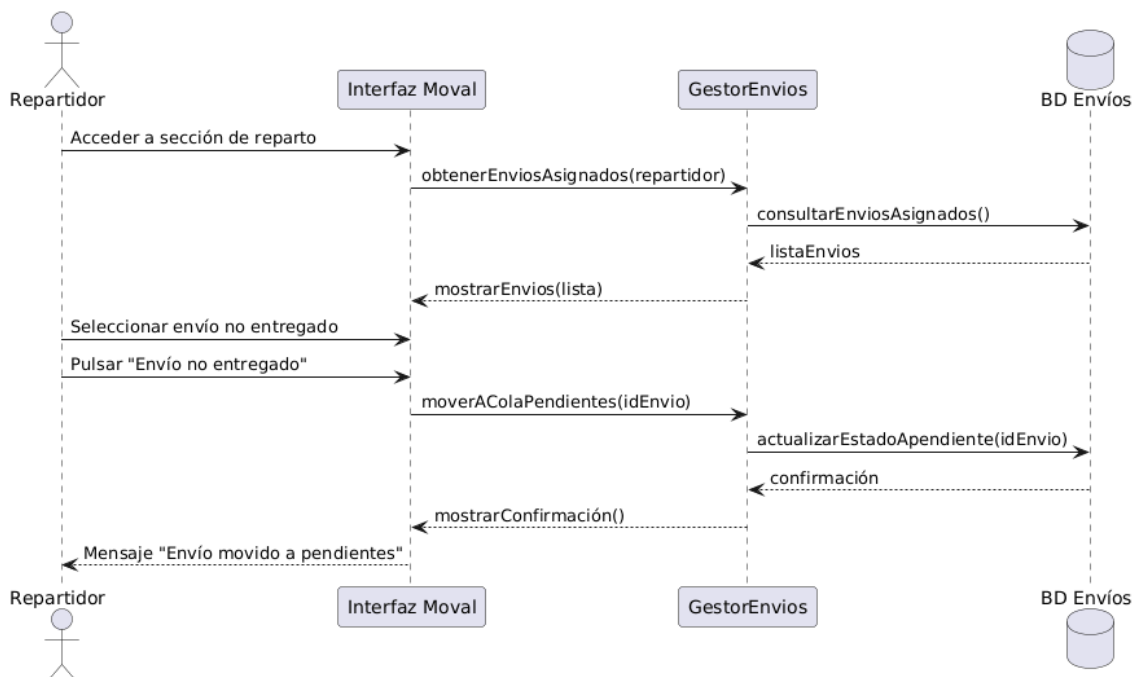 Repartidor
Interfaz Moval
GestorEnvios
BD Envíos
Acceder a sección de reparto
obtenerEnviosAsignados(repartidor)
consultarEnviosAsignados()
listaEnvios
mostrarEnvios(lista)
Seleccionar envío no entregado
Pulsar "Envío no entregado"
moverAColaPendientes(idEnvio)
actualizarEstadoApendiente(idEnvio)
confirmación
mostrarConfirmación()
Mensaje "Envío movido a pendientes"
Repartidor
Interfaz Moval
GestorEnvios
BD Envíos